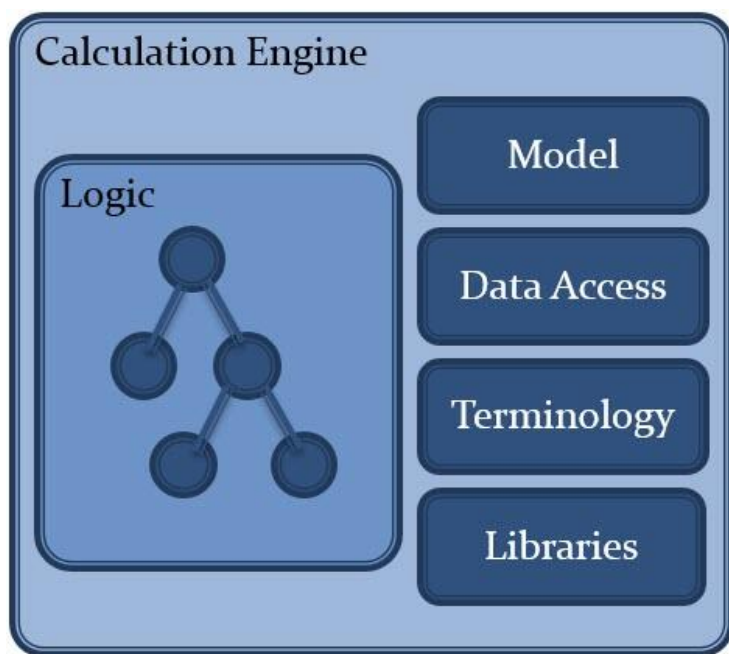 Calculation Engine
Logic
Model
Data Access
Terminology
Libraries